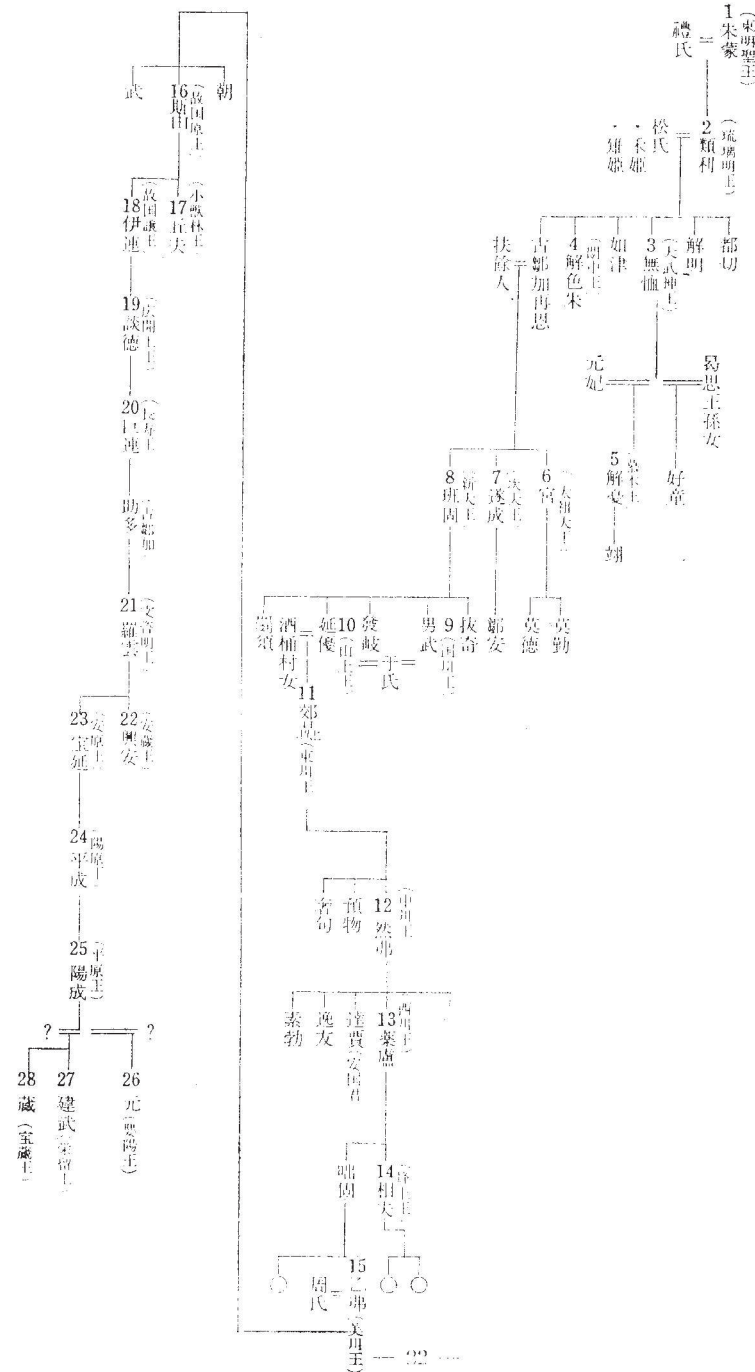 1 朱蒙
(東明聖王)
禮氏
2 類利
(琉璃明王)
松氏
・禾姫
・雉姫
都切
解明
3 無恤
(大武神王)
如津
4 解色朱
(閔中王)
古鄒加再思
扶餘人
曷思王孫女
元妃
好童
5 解憂
(慕本王)
翊
6 宮
(太祖大王)
7 遂成
(次大王)
8 班固
(新大王)
莫勤
莫德
鄒安
抜奇
9 (国川王)
男武
于氏
發岐
10 (山上王)
延優
酒桶村女
罽須
11 郊彘
(東川王)
12 然弗
(中川王)
預物
奢句
13 薬盧
(西川王)
達賈(安国君)
逸友
素勃
14 相夫
(烽上王)
咄固
15 乙弗(美川王)
周氏
朝
16 斯由
(故国原王)
武
17 丘夫
(小獣林王)
18 伊連
(故国壌王)
19 談徳
(広開土王)
20 巨連
(長寿王)
助多
(古鄒加)
21 羅雲
(文咨明王)
22 興安
(安蔵王)
23 宝延
(安原王)
24 平成
(陽原王)
25 陽成
(平原王)
?
?
26 元(嬰陽王)
27 建武(栄留王)
28 蔵(宝蔵王)
— 22 —